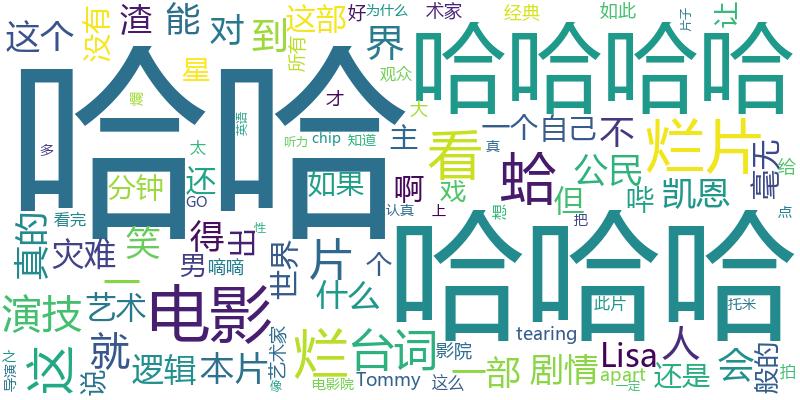 这个
没有
渣
能
对
到
这部
所有
好
为什么
界
观众
术家
经典
如此
片子
让
星
哈哈
哈哈哈哈
才
大
多
英语
太
听力
chip
知道
主
看
一个
自己
不
真
烂片
毫无
给
分钟
还
如果
啊
戏
蛤
但
公民
哔
凯恩
点
GO
看完
性
认真
上
把
真的
灾难
笑
得
男
嘀嘀
世界
片
个
什么
哈哈哈
此片
托米
一
电影
演技
艺术
这
就
说
逻辑
本片
艺术家
像
烂
台词
影院
tearing
Lisa
人
apart
一部
剧情
还是
会
般的
拍
导演
之
电影院
Tommy
这么
一定